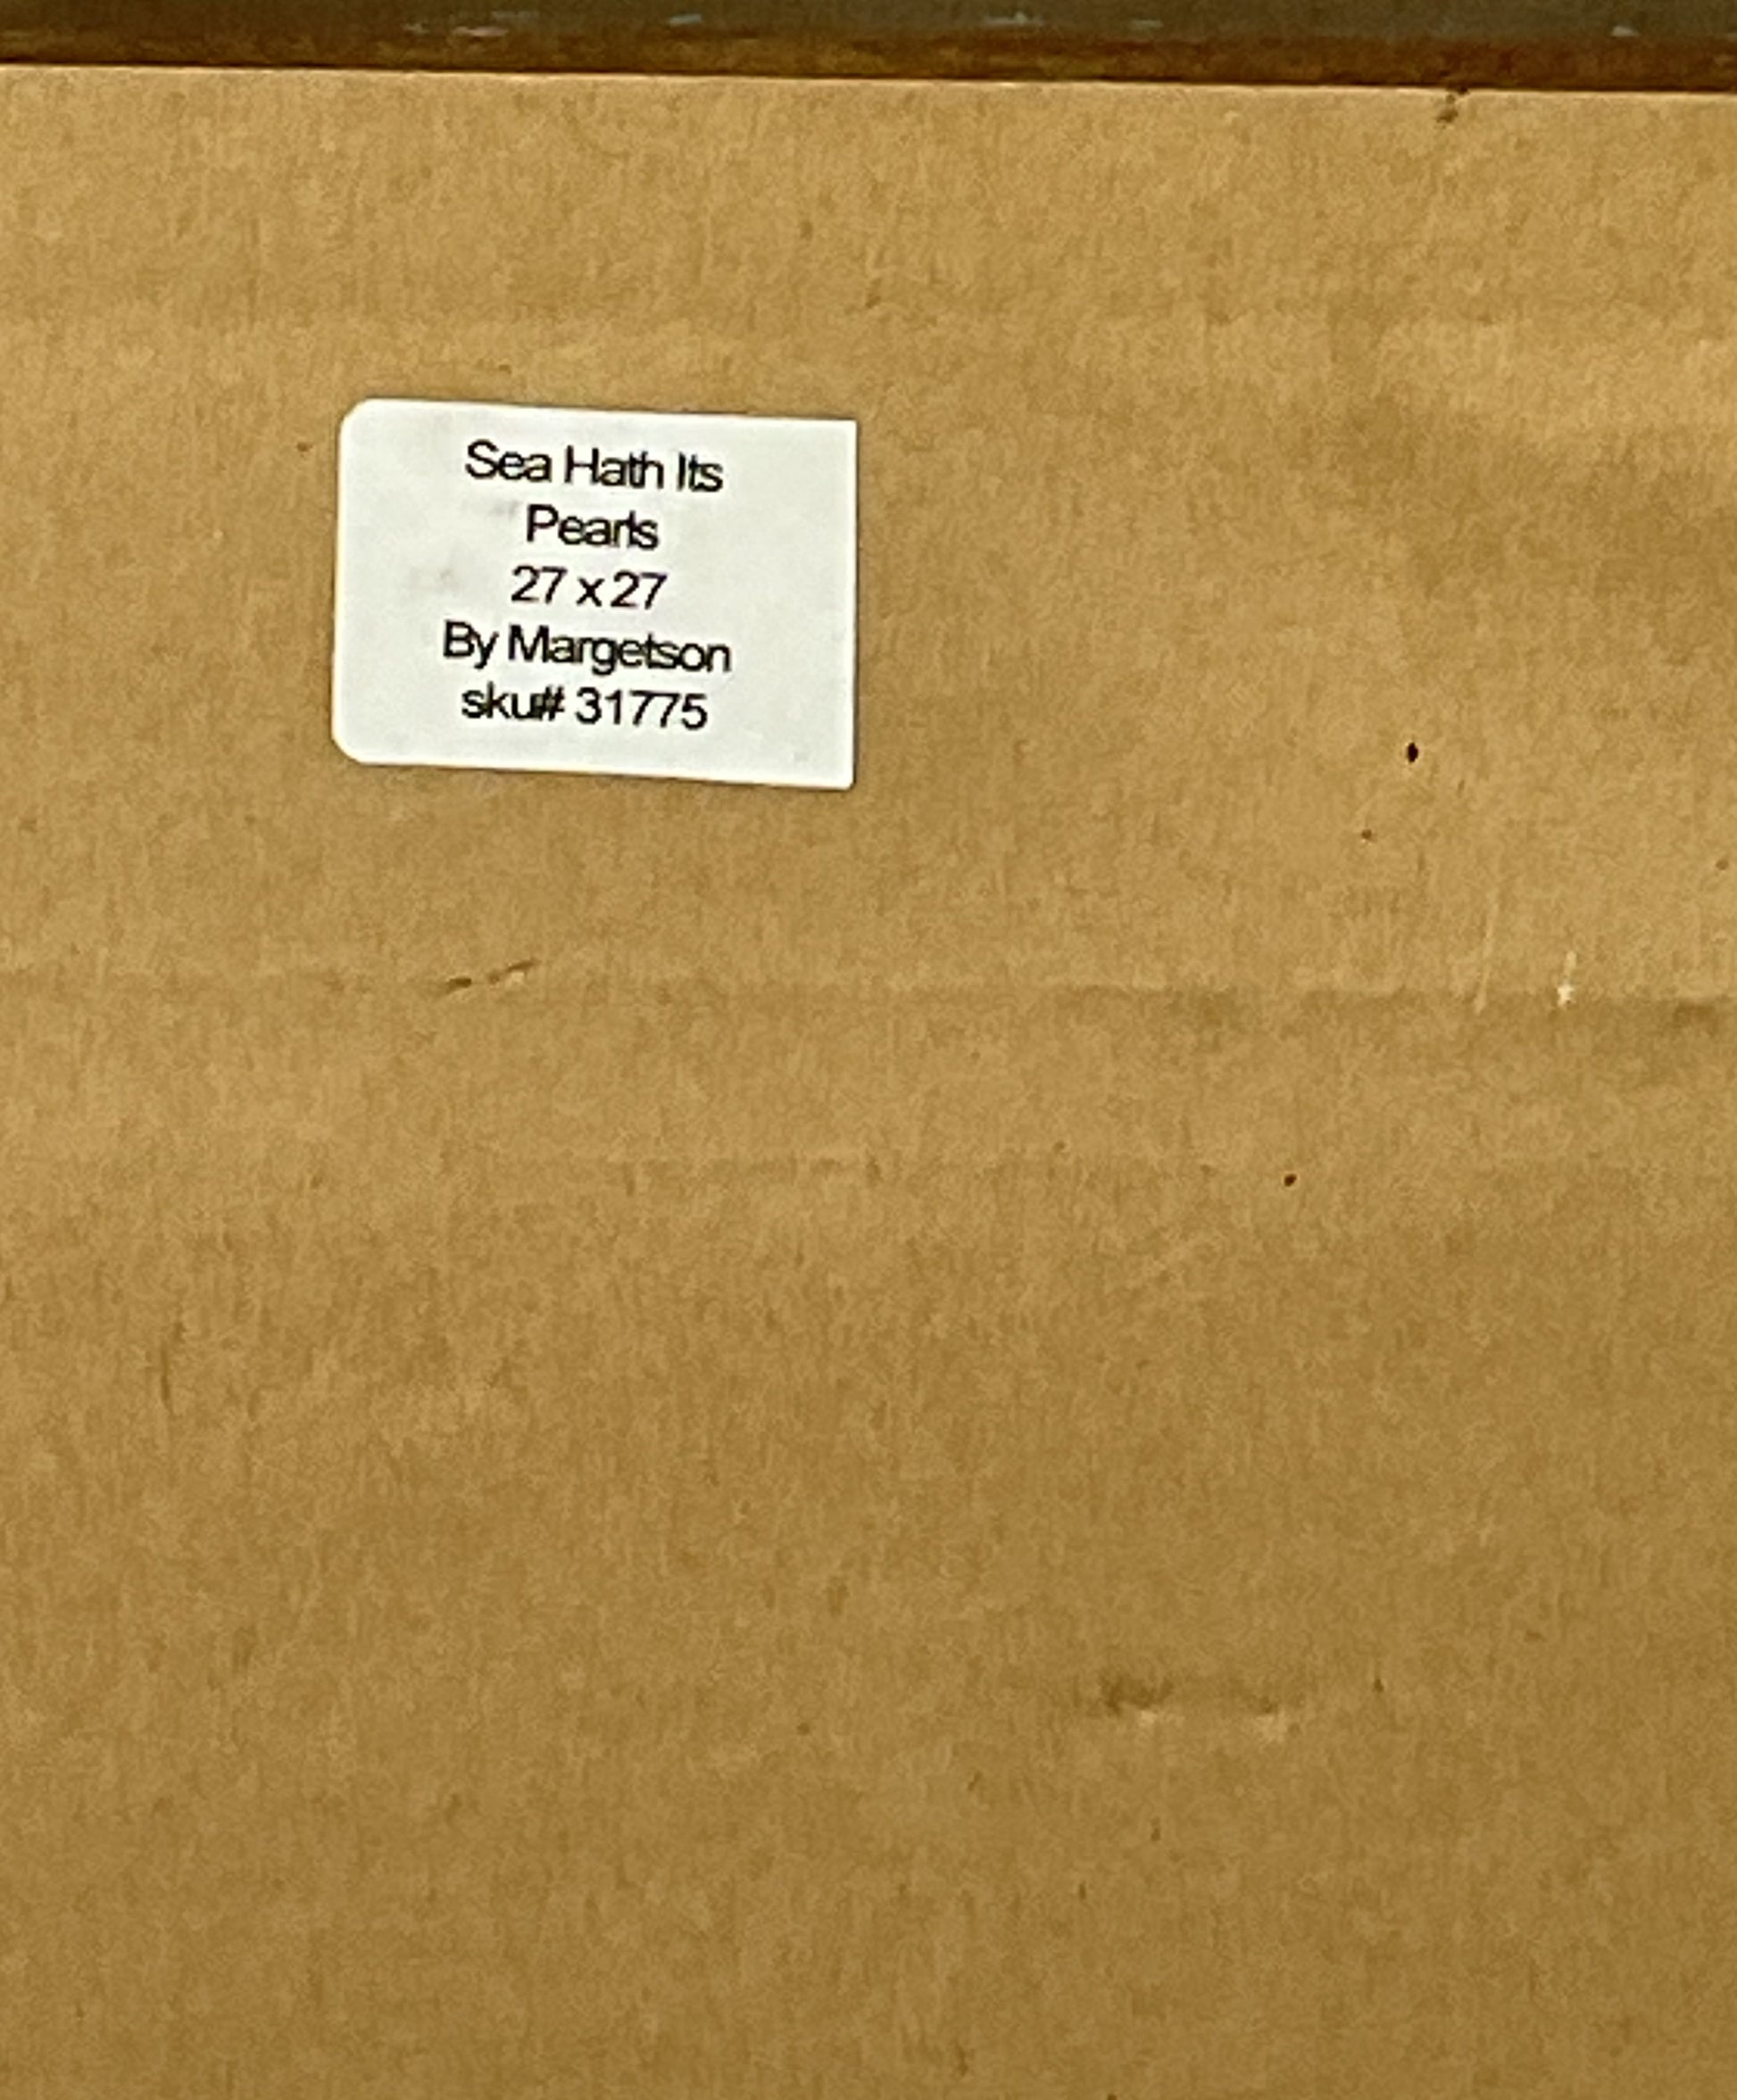 Sea Hath Its
Pearls
27 x 27
By Margetson
sku# 31775